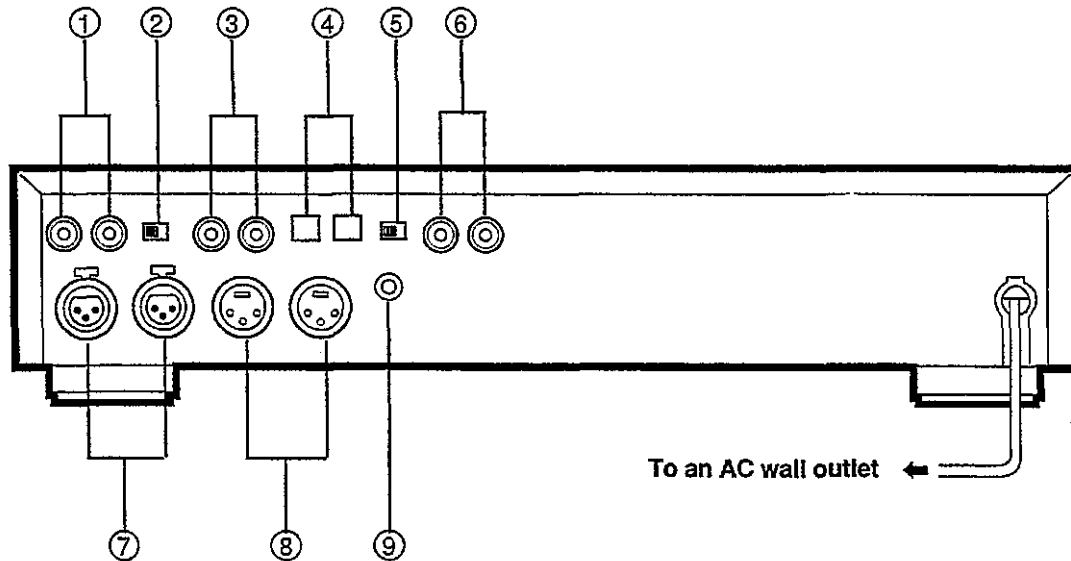 ① ② ③ ④ ⑤ ⑥
To an AC wall outlet
⑦ ⑧ ⑨